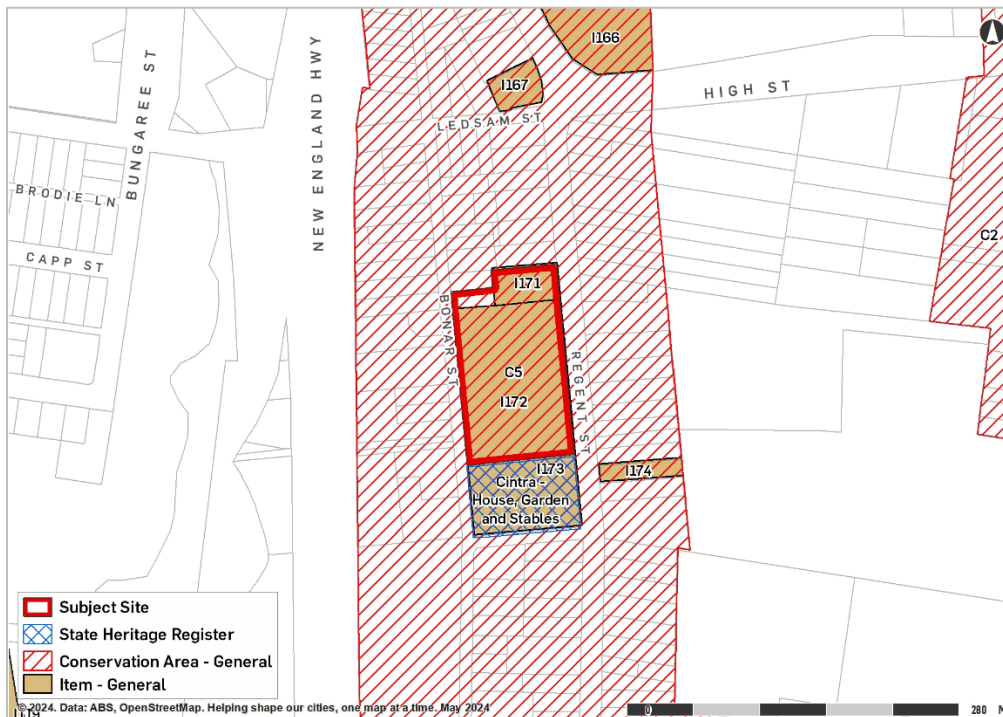 I166
I167
HIGH ST
LEDSAM ST
BUNGAREE ST
NEW ENGLAND HWY
BRODIE LN
CAPP ST
C2
I171
BONAR ST
REGENT ST
C5
I172
I173
Cintra -
House, Garden
and Stables
I174
Subject Site
State Heritage Register
Conservation Area - General
Item - General
© 2024. Data: ABS, OpenStreetMap. Helping shape our cities, one map at a time. May 2024
0 280 M